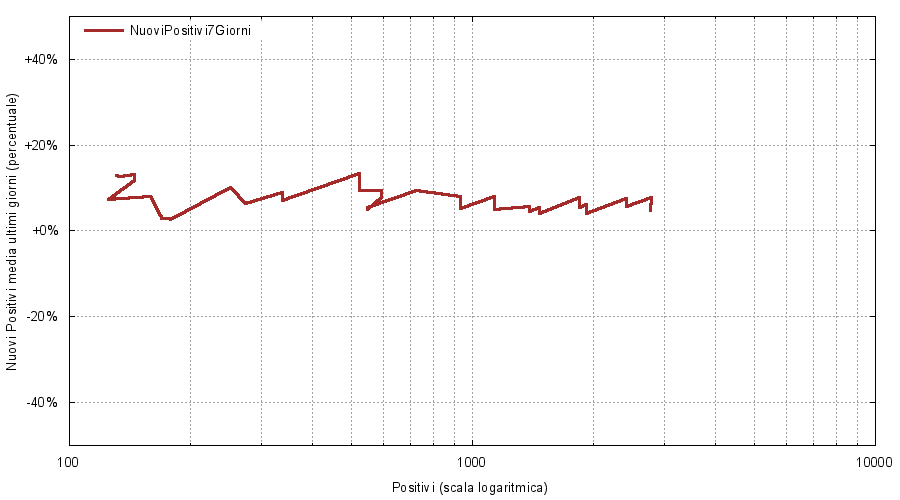 NuoviPositivi7Giorni
+40%
+20%
+0%
-20%
-40%
Nuovi Positivi media ultimi giorni (percentuale)
100 1000 10000
Positivi (scala logaritmica)